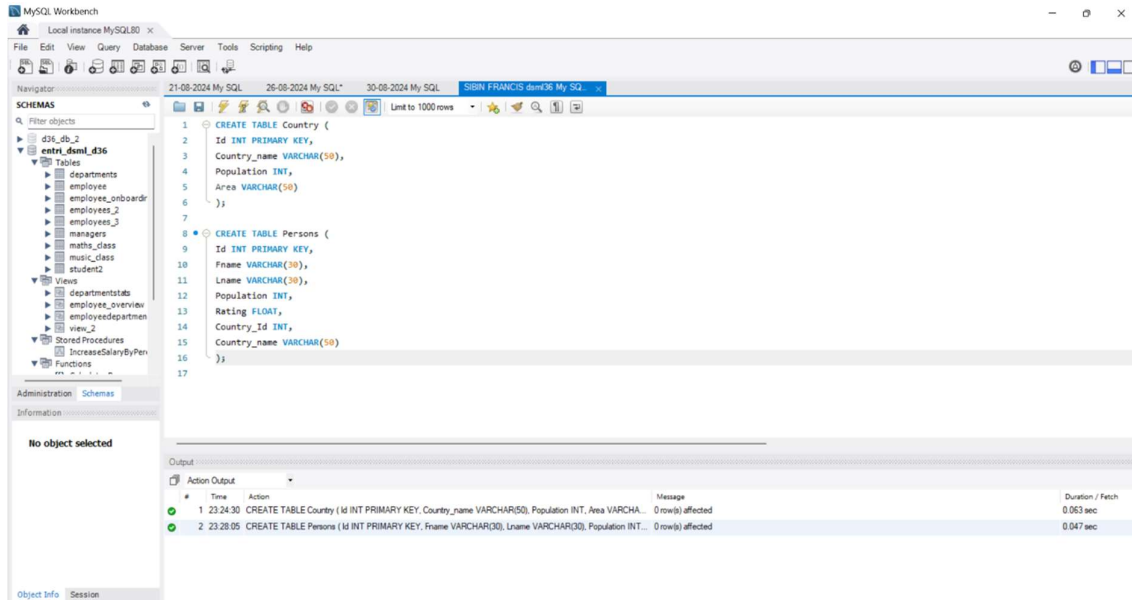 MySQL Workbench
Local instance MySQL80 ×
File Edit View Query Database Server Tools Scripting Help
Navigator
SCHEMAS
Filter objects
d36_db_2
entri_dsml_d36
Tables
departments
employee
employee_onboardir
employees_2
employees_3
managers
maths_class
music_class
student2
Views
departmentstats
employee_overview
employeedepartmen
view_2
Stored Procedures
IncreaseSalaryByPer
Functions
Administration Schemas
Information
No object selected
Object Info Session
21-08-2024 My SQL 26-08-2024 My SQL* 30-08-2024 My SQL SIBIN FRANCIS dsml36 My SQ... ×
Limit to 1000 rows
1 CREATE TABLE Country (
2 Id INT PRIMARY KEY,
3 Country_name VARCHAR(50),
4 Population INT,
5 Area VARCHAR(50)
6 );
7
8 CREATE TABLE Persons (
9 Id INT PRIMARY KEY,
10 Fname VARCHAR(30),
11 Lname VARCHAR(30),
12 Population INT,
13 Rating FLOAT,
14 Country_Id INT,
15 Country_name VARCHAR(50)
16 );
17
Output
Action Output
# Time Action Message Duration / Fetch
1 23:24:30 CREATE TABLE Country ( Id INT PRIMARY KEY, Country_name VARCHAR(50), Population INT, Area VARCHA... 0 row(s) affected 0.063 sec
2 23:28:05 CREATE TABLE Persons ( Id INT PRIMARY KEY, Fname VARCHAR(30), Lname VARCHAR(30), Population INT... 0 row(s) affected 0.047 sec